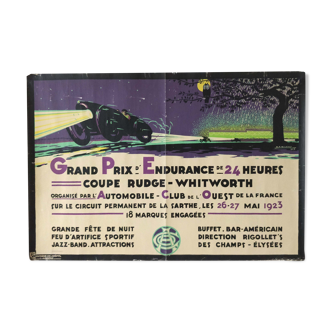 GRAND PRIX D'ENDURANCE DE 24 HEURES
COUPE RUDGE - WHITWORTH
ORGANISÉ PAR L'AUTOMOBILE - CLUB DE L'OUEST DE LA FRANCE
SUR LE CIRCUIT PERMANENT DE LA SARTHE, LES 26-27 MAI 1923
18 MARQUES ENGAGÉES
GRANDE FÊTE DE NUIT
FEU D'ARTIFICE SPORTIF
JAZZ-BAND. ATTRACTIONS
BUFFET. BAR-AMÉRICAIN
DIRECTION RIGOLLET'S
DES CHAMPS - ÉLYSÉES